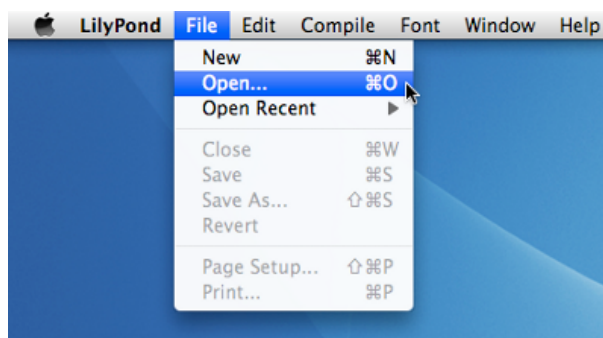 LilyPond File Edit Compile Font Window Help
New ⌘N
Open... ⌘O
Open Recent ▶
Close ⌘W
Save ⌘S
Save As... ⇧⌘S
Revert
Page Setup... ⇧⌘P
Print... ⌘P